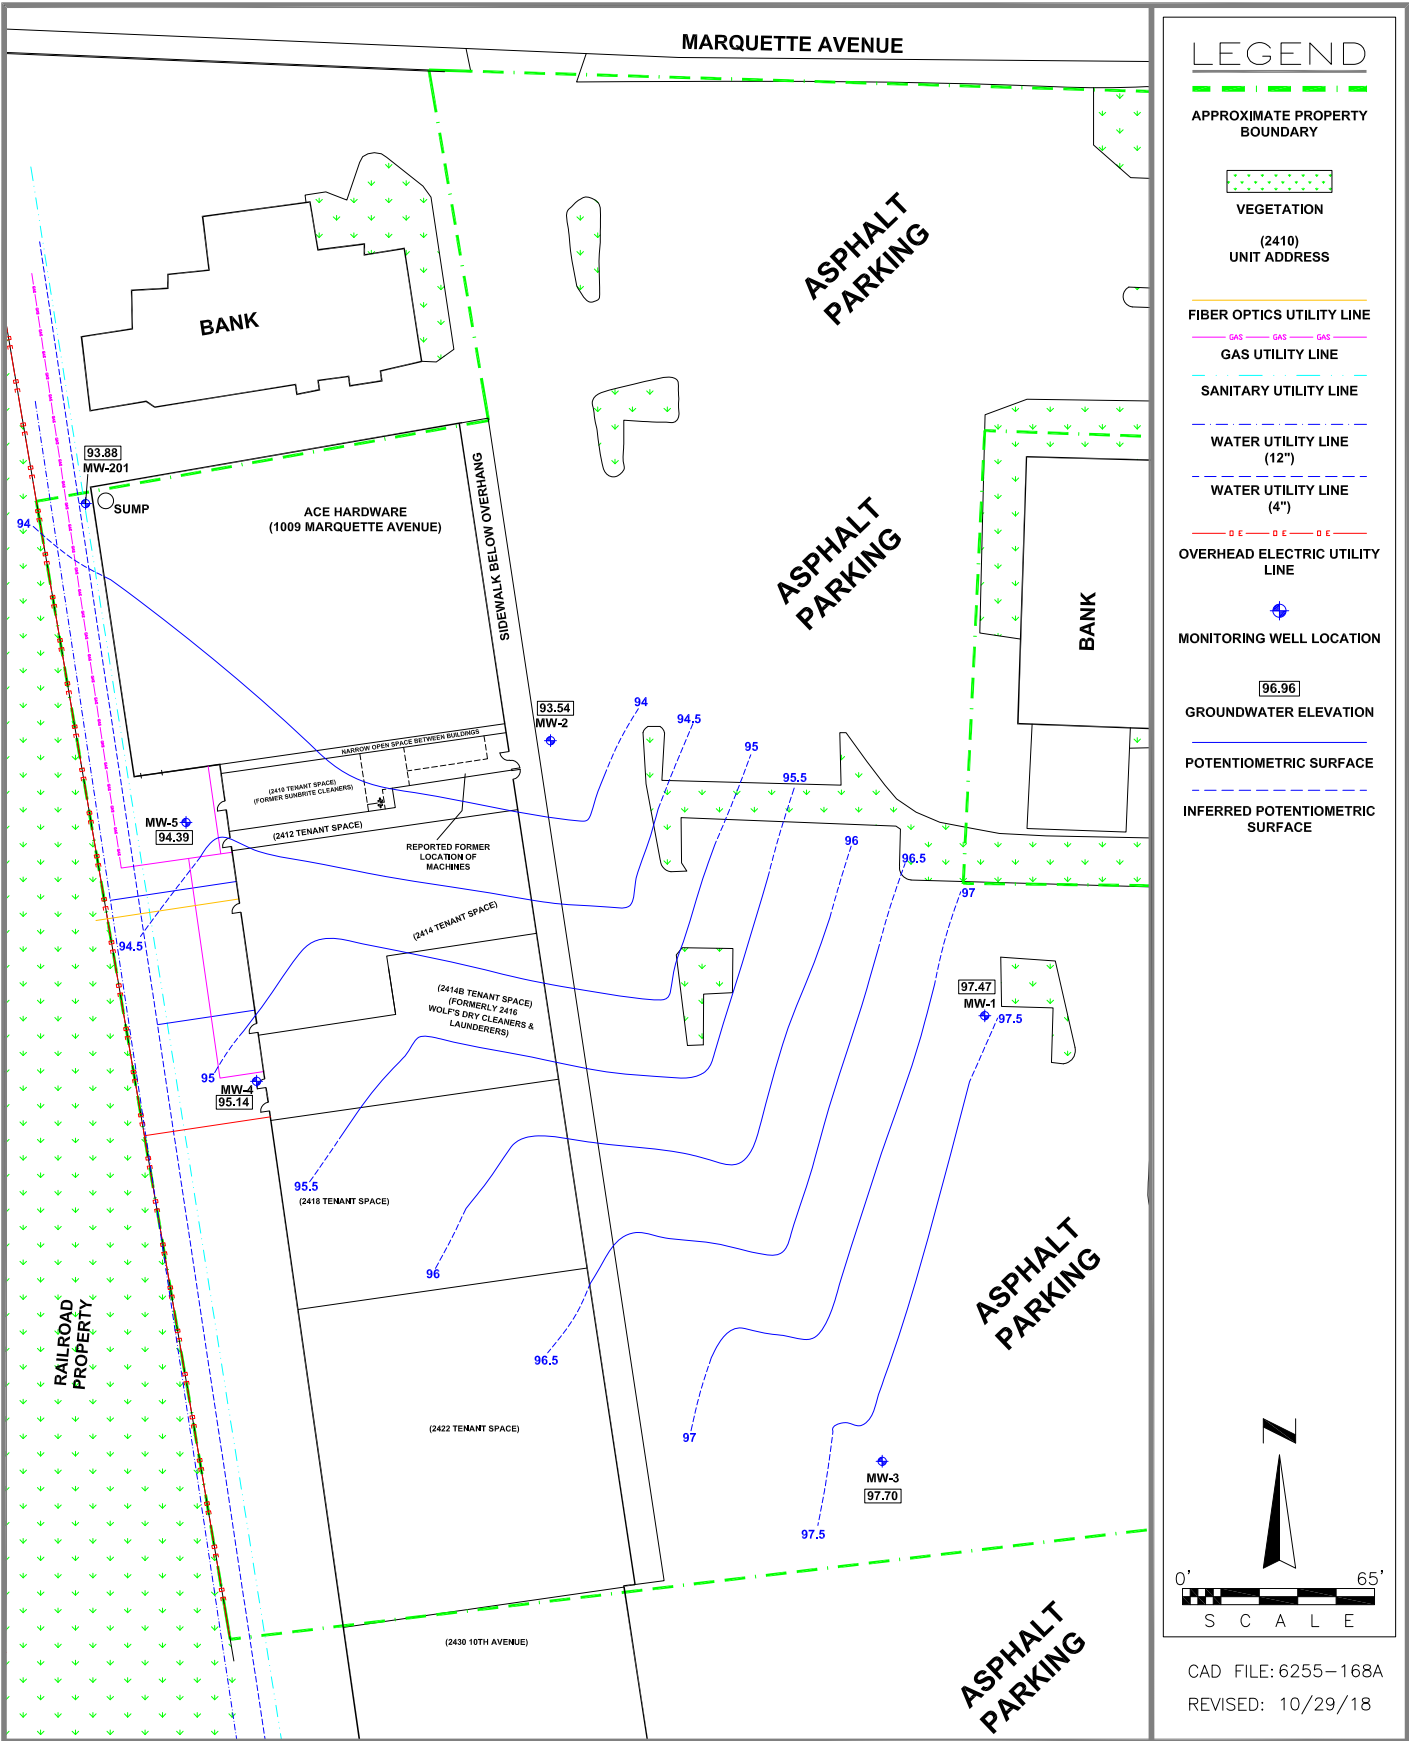 MARQUETTE AVENUE
ASPHALT
PARKING
BANK
93.88
MW-201
SUMP
94
ACE HARDWARE
(1009 MARQUETTE AVENUE)
SIDEWALK BELOW OVERHANG
ASPHALT
PARKING
BANK
93.54
MW-2
94
94.5
95
95.5
96
96.5
97
NARROW OPEN SPACE BETWEEN BUILDINGS
(2410 TENANT SPACE)
(FORMER SUNBRITE CLEANERS)
(2412 TENANT SPACE)
REPORTED FORMER
LOCATION OF
MACHINES
MW-5
94.39
94.5
(2414 TENANT SPACE)
(2414B TENANT SPACE)
(FORMERLY 2416
WOLF'S DRY CLEANERS &
LAUNDERERS)
97.47
MW-1
97.5
95
MW-4
95.14
95.5
(2418 TENANT SPACE)
96
96.5
RAILROAD
PROPERTY
ASPHALT
PARKING
(2422 TENANT SPACE)
97
MW-3
97.70
97.5
(2430 10TH AVENUE)
ASPHALT
PARKING
LEGEND
APPROXIMATE PROPERTY
BOUNDARY
VEGETATION
(2410)
UNIT ADDRESS
FIBER OPTICS UTILITY LINE
GAS GAS GAS
GAS UTILITY LINE
SANITARY UTILITY LINE
WATER UTILITY LINE
(12")
WATER UTILITY LINE
(4")
O E O E O E
OVERHEAD ELECTRIC UTILITY
LINE
MONITORING WELL LOCATION
96.96
GROUNDWATER ELEVATION
POTENTIOMETRIC SURFACE
INFERRED POTENTIOMETRIC
SURFACE
N
0' 65'
SCALE
CAD FILE: 6255-168A
REVISED: 10/29/18